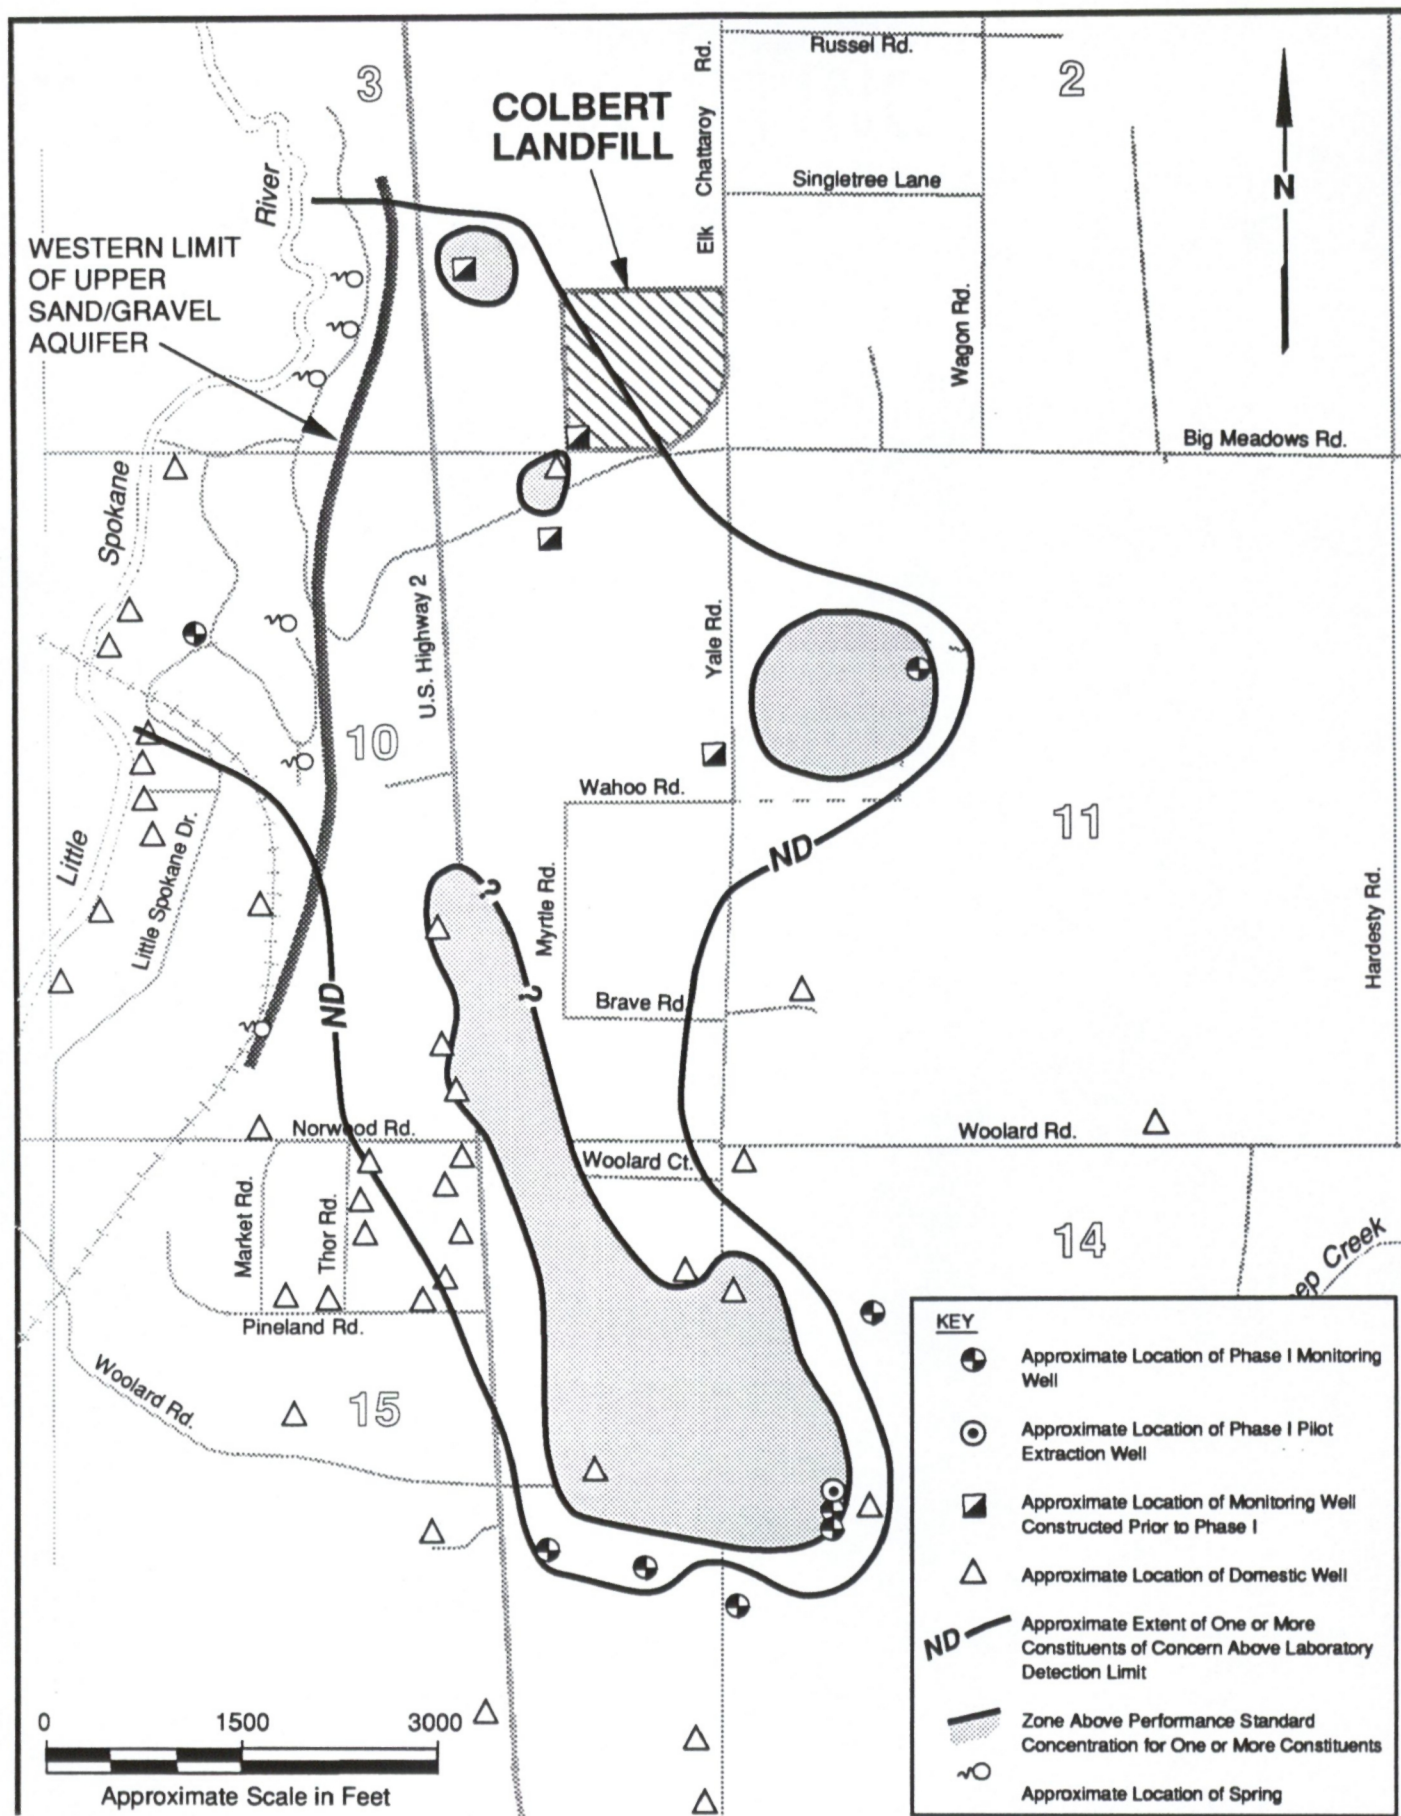 Russel Rd.
3
2
COLBERT
LANDFILL
Elk Chattaroy Rd.
Singletree Lane
N
River
WESTERN LIMIT
OF UPPER
SAND/GRAVEL
AQUIFER
Wagon Rd.
Big Meadows Rd.
Spokane
U.S. Highway 2
Yale Rd.
10
Wahoo Rd.
11
Little
Little Spokane Dr.
ND
Myrtle Rd.
Hardesty Rd.
?
?
ND
Brave Rd
Norwood Rd.
Woolard Rd.
Woolard Ct.
Market Rd.
Thor Rd.
14
ep Creek
Pineland Rd.
Woolard Rd.
15
KEY
Approximate Location of Phase I Monitoring
Well
Approximate Location of Phase I Pilot
Extraction Well
Approximate Location of Monitoring Well
Constructed Prior to Phase I
Approximate Location of Domestic Well
ND
Approximate Extent of One or More
Constituents of Concern Above Laboratory
Detection Limit
Zone Above Performance Standard
Concentration for One or More Constituents
Approximate Location of Spring
0 1500 3000
Approximate Scale in Feet